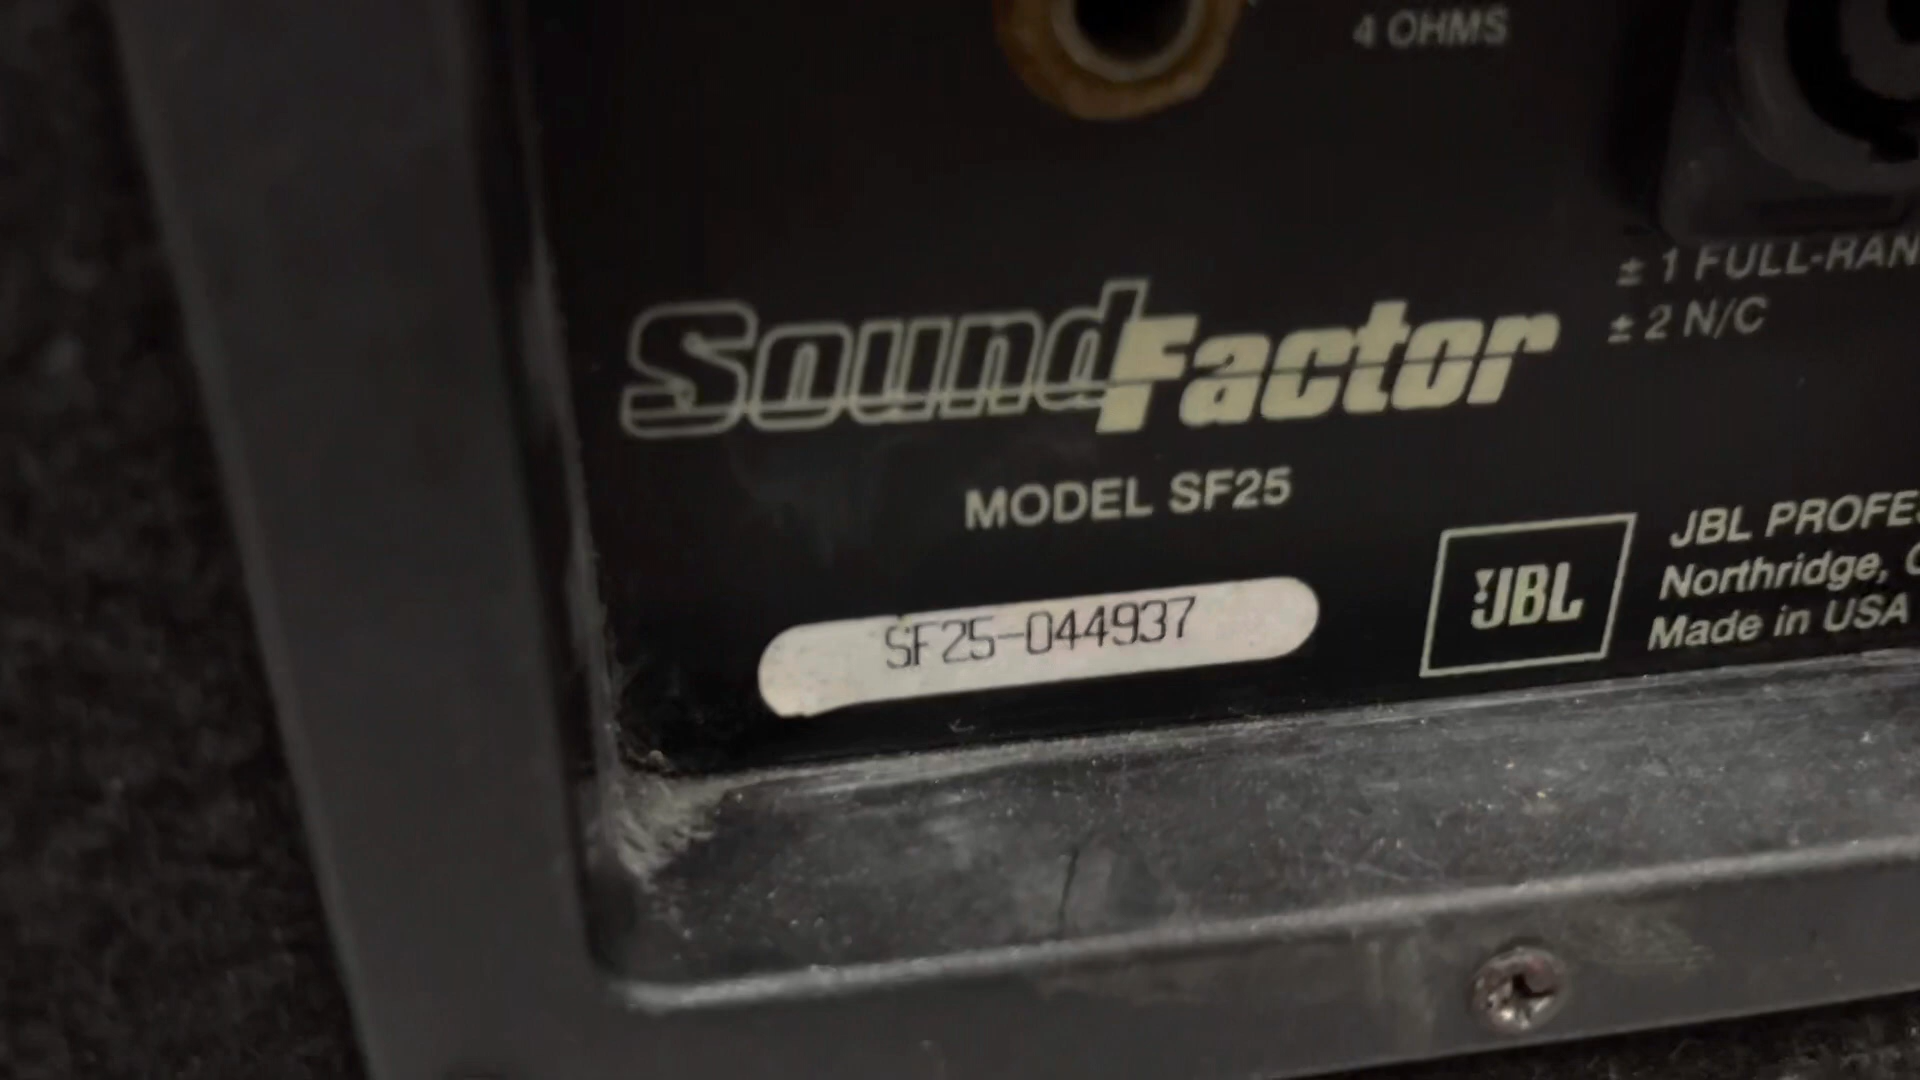 4 OHMS
± 1 FULL-RAN
± 2 N/C
SoundFactor
MODEL SF25
SF25-044937
JBL
JBL PROFE
Northridge, C
Made in USA